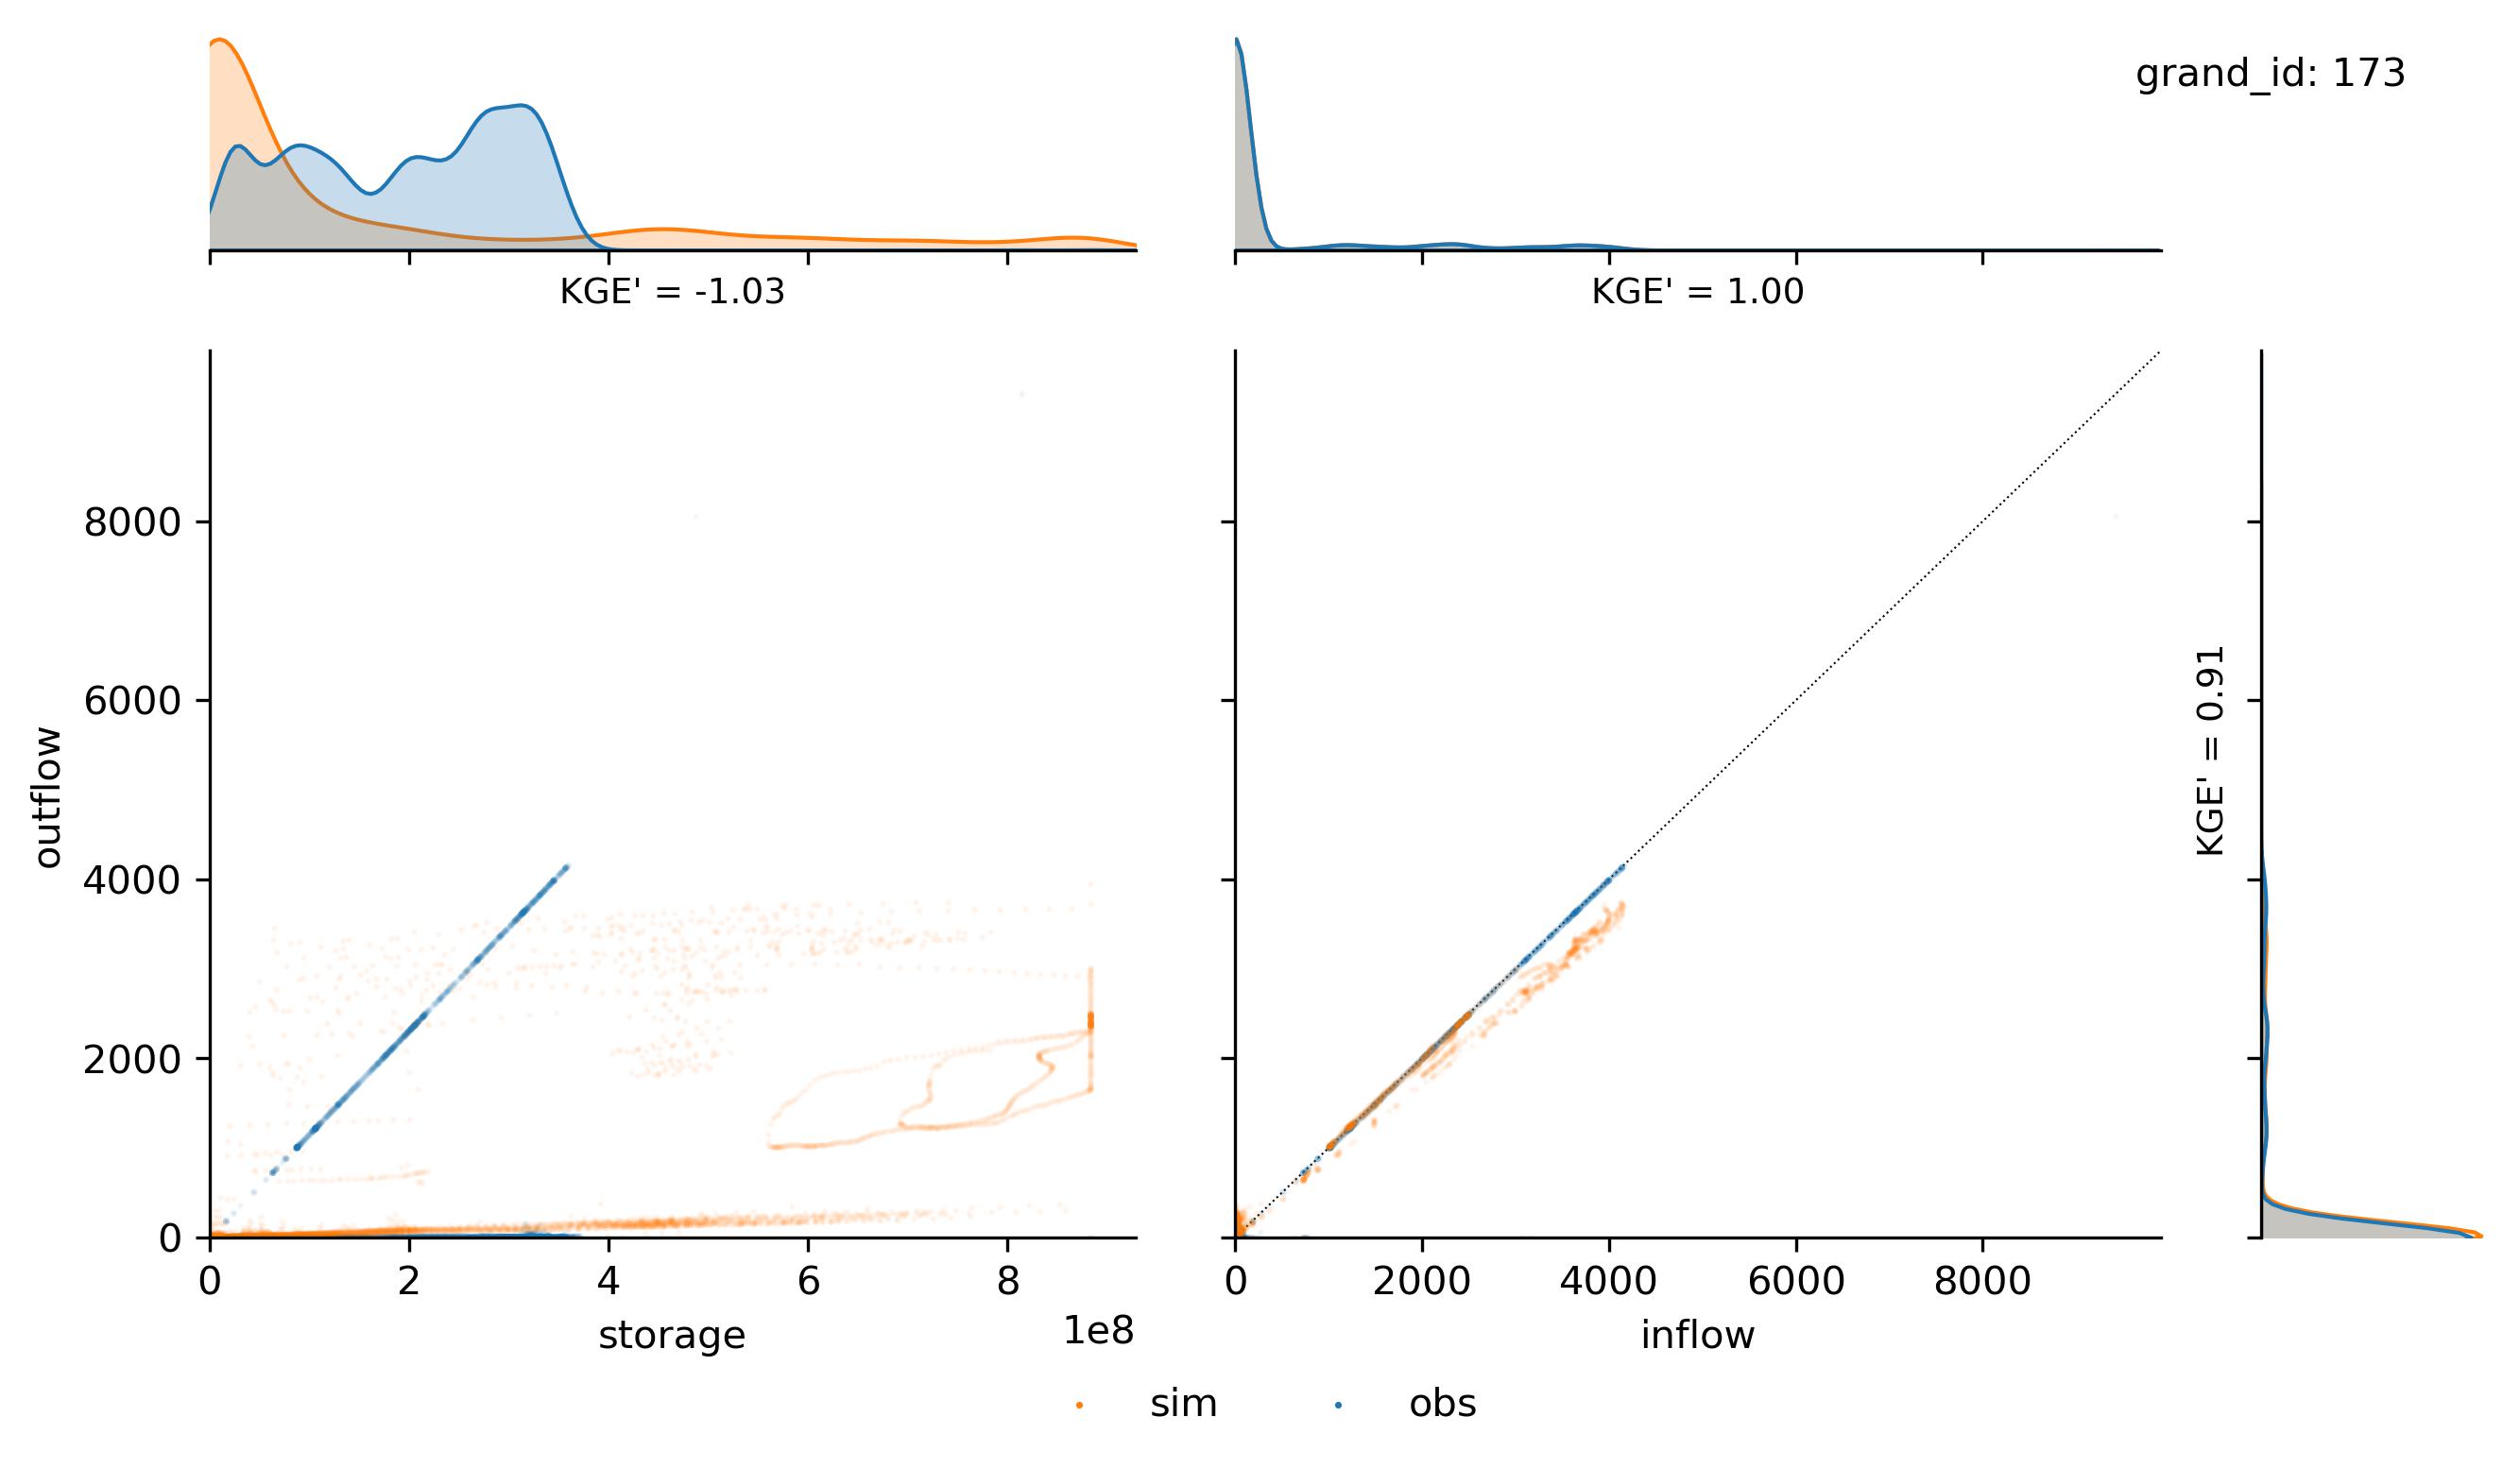 grand_id: 173
KGE' = -1.03
KGE' = 1.00
outflow
8000
6000
4000
2000
0
KGE' = 0.91
0 2 4 6 8
0 2000 4000 6000 8000
storage
1e8
inflow
sim obs